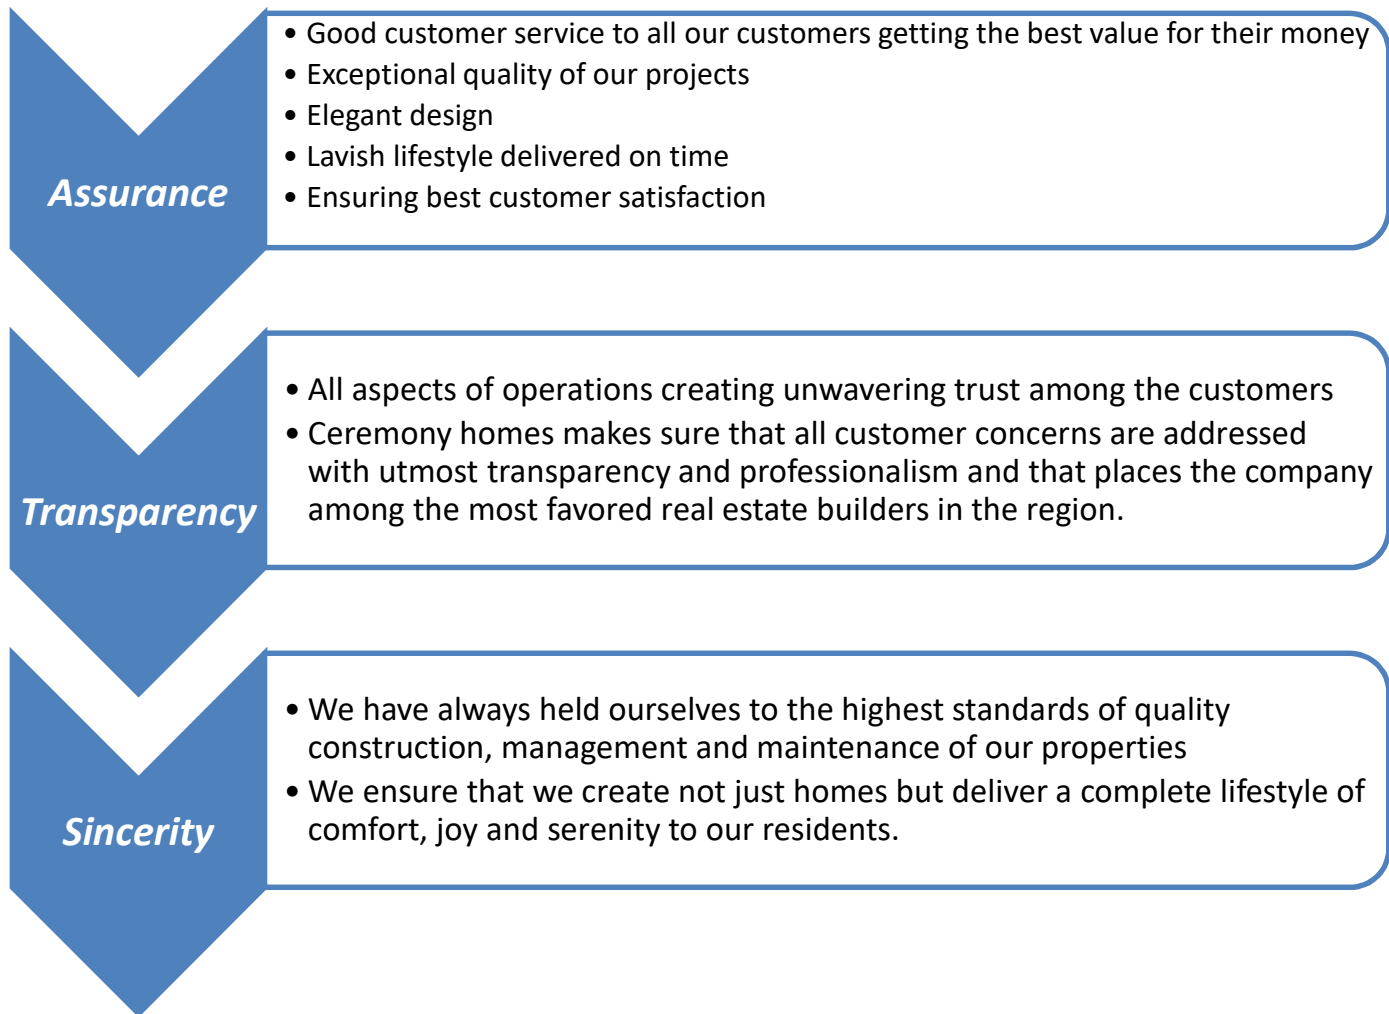 Assurance
• Good customer service to all our customers getting the best value for their money
• Exceptional quality of our projects
• Elegant design
• Lavish lifestyle delivered on time
• Ensuring best customer satisfaction
Transparency
• All aspects of operations creating unwavering trust among the customers
• Ceremony homes makes sure that all customer concerns are addressed
with utmost transparency and professionalism and that places the company
among the most favored real estate builders in the region.
Sincerity
• We have always held ourselves to the highest standards of quality
construction, management and maintenance of our properties
• We ensure that we create not just homes but deliver a complete lifestyle of
comfort, joy and serenity to our residents.